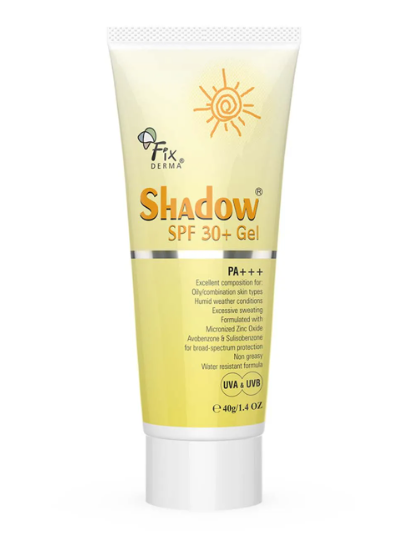 Fix
DERMA®
SHADOW®
SPF 30+ Gel
PA+++
Excellent composition for:
Oily/combination skin types
Humid weather conditions
Excessive sweating
Formulated with
Micronized Zinc Oxide
Avobenzone & Sulisobenzone
for broad-spectrum protection
Non greasy
Water resistant formula
UVA & UVB
℮ 40g/1.4 OZ